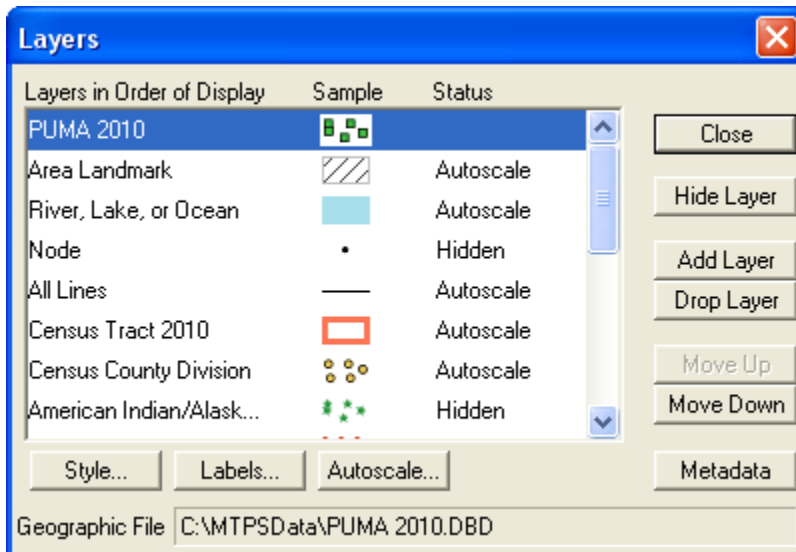 Layers
Layers in Order of Display Sample Status
PUMA 2010
Area Landmark Autoscale
River, Lake, or Ocean Autoscale
Node Hidden
All Lines Autoscale
Census Tract 2010 Autoscale
Census County Division Autoscale
American Indian/Alask... Hidden
Close
Hide Layer
Add Layer
Drop Layer
Move Up
Move Down
Style... Labels... Autoscale... Metadata
Geographic File C:\MTPSData\PUMA 2010.DBD